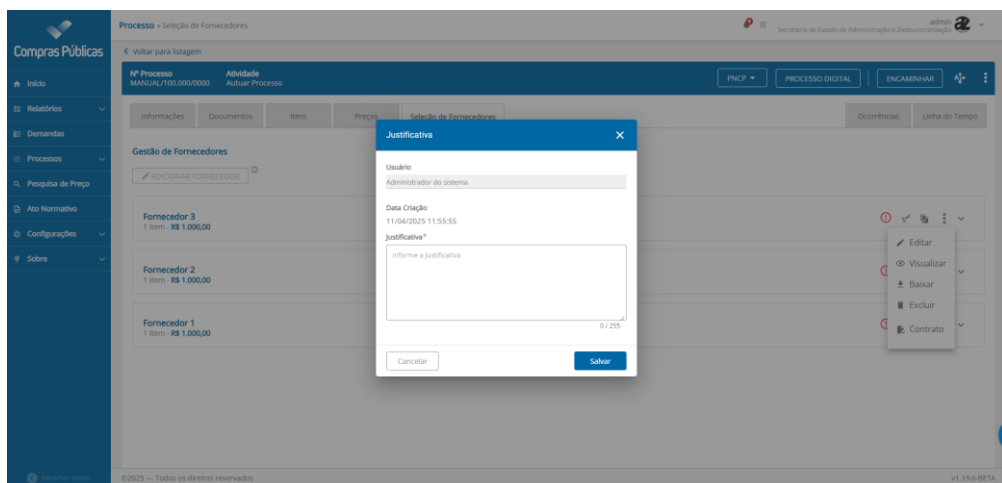 Compras Públicas
Início
Relatórios
Demandas
Processos
Pesquisa de Preço
Ato Normativo
Configurações
Sobre
Recolher menu
Processo » Seleção de Fornecedores
admin
Secretaria de Estado de Administração e Desburocratização
Voltar para listagem
Nº Processo Atividade
MANUAL/100.000/0000 Autuar Processo
PNCP PROCESSO DIGITAL ENCAMINHAR
Informações Documentos Itens Preços Seleção de Fornecedores Ocorrências Linha do Tempo
Gestão de Fornecedores
ADICIONAR FORNECEDOR
Fornecedor 3
1 Item - R$ 1.000,00
Fornecedor 2
1 Item - R$ 1.000,00
Fornecedor 1
1 Item - R$ 1.000,00
Editar
Visualizar
Baixar
Excluir
Contrato
Justificativa
Usuário
Administrador do sistema
Data Criação
11/04/2025 11:55:55
Justificativa*
Informe a Justificativa
0 / 255
Cancelar Salvar
©2025 — Todos os direitos reservados v1.19.0-BETA